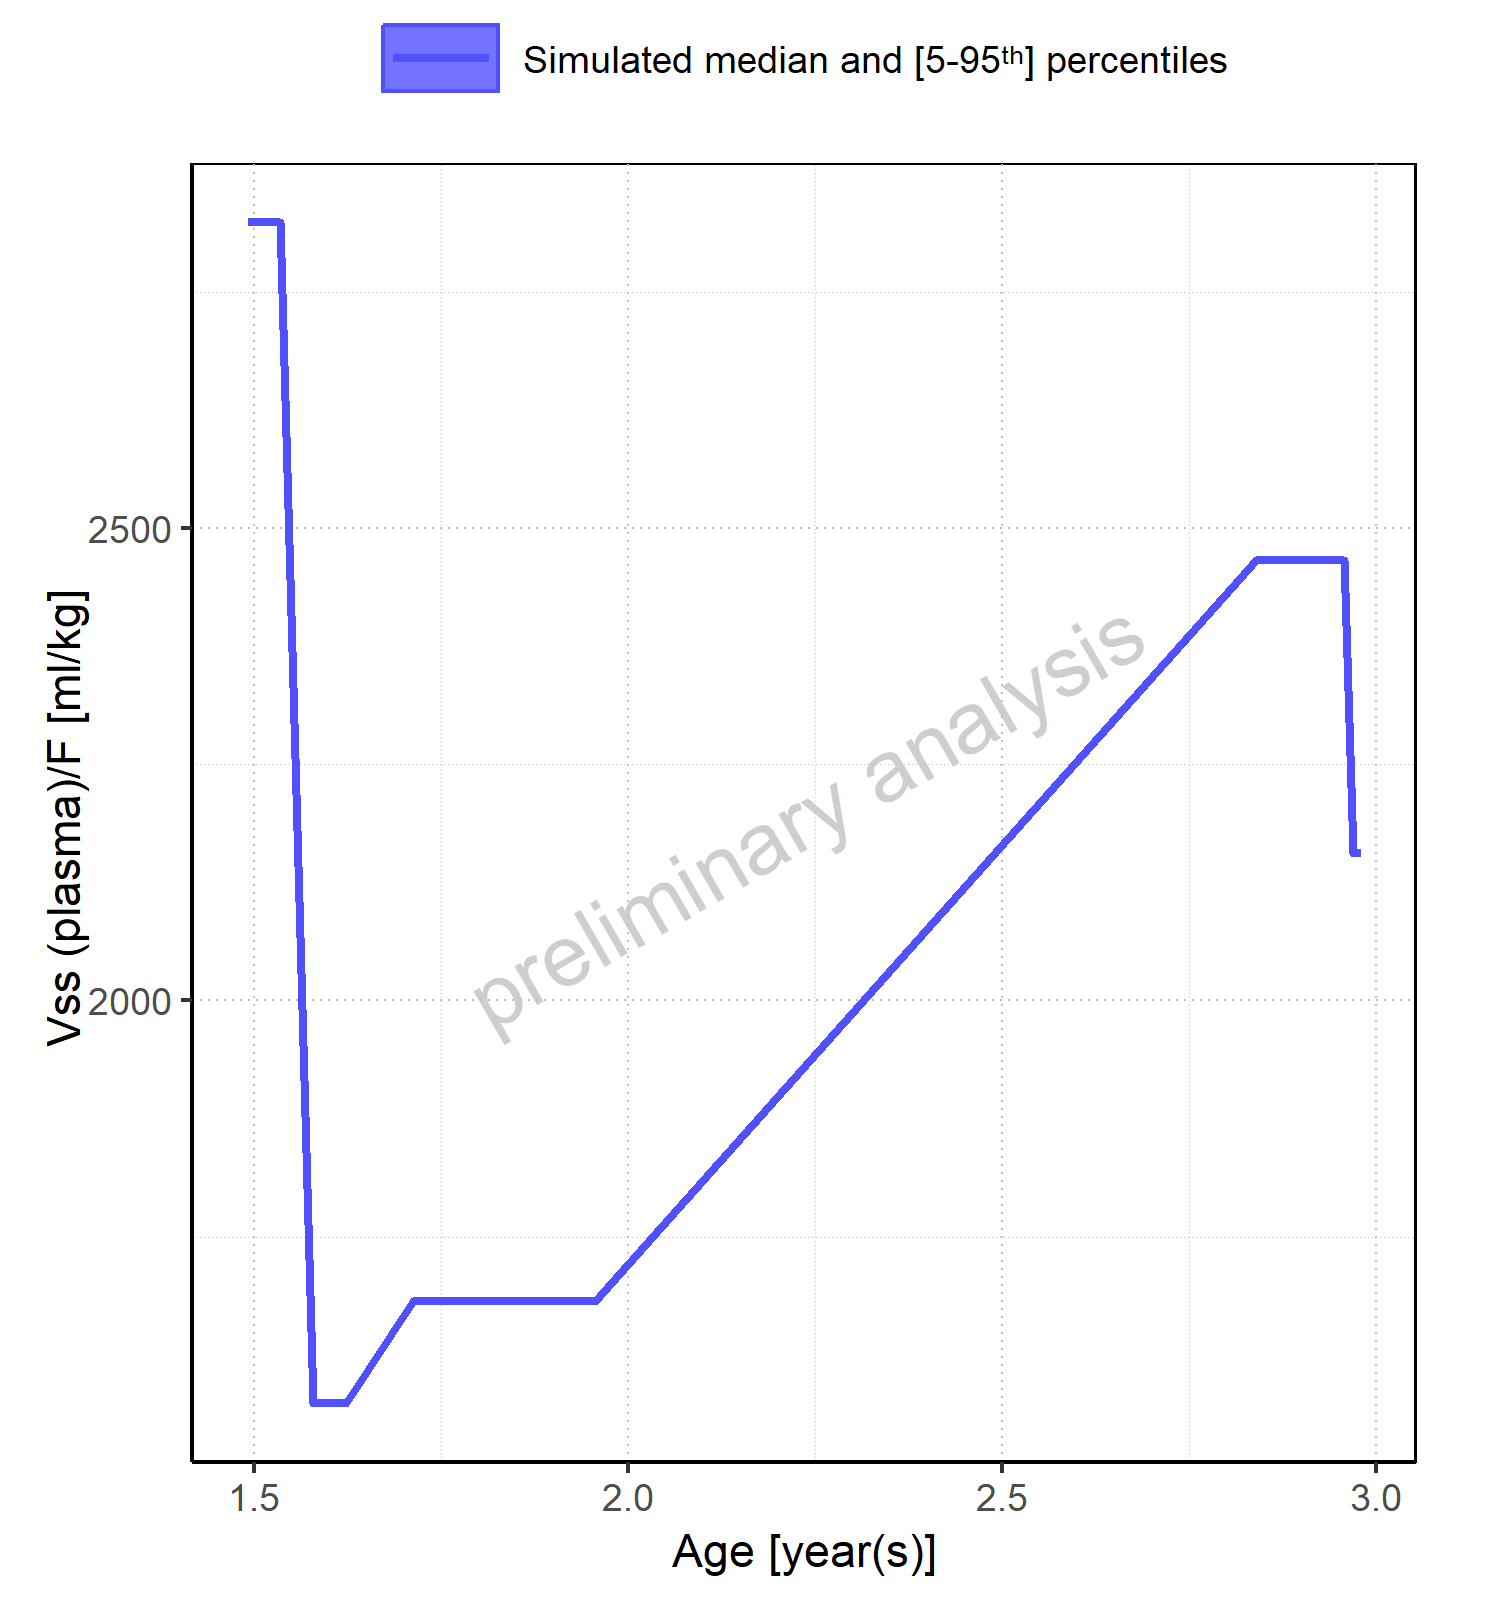 Simulated median and [5-95th] percentiles
2500
2000
Vss (plasma)/F [ml/kg]
preliminary analysis
1.5 2.0 2.5 3.0
Age [year(s)]